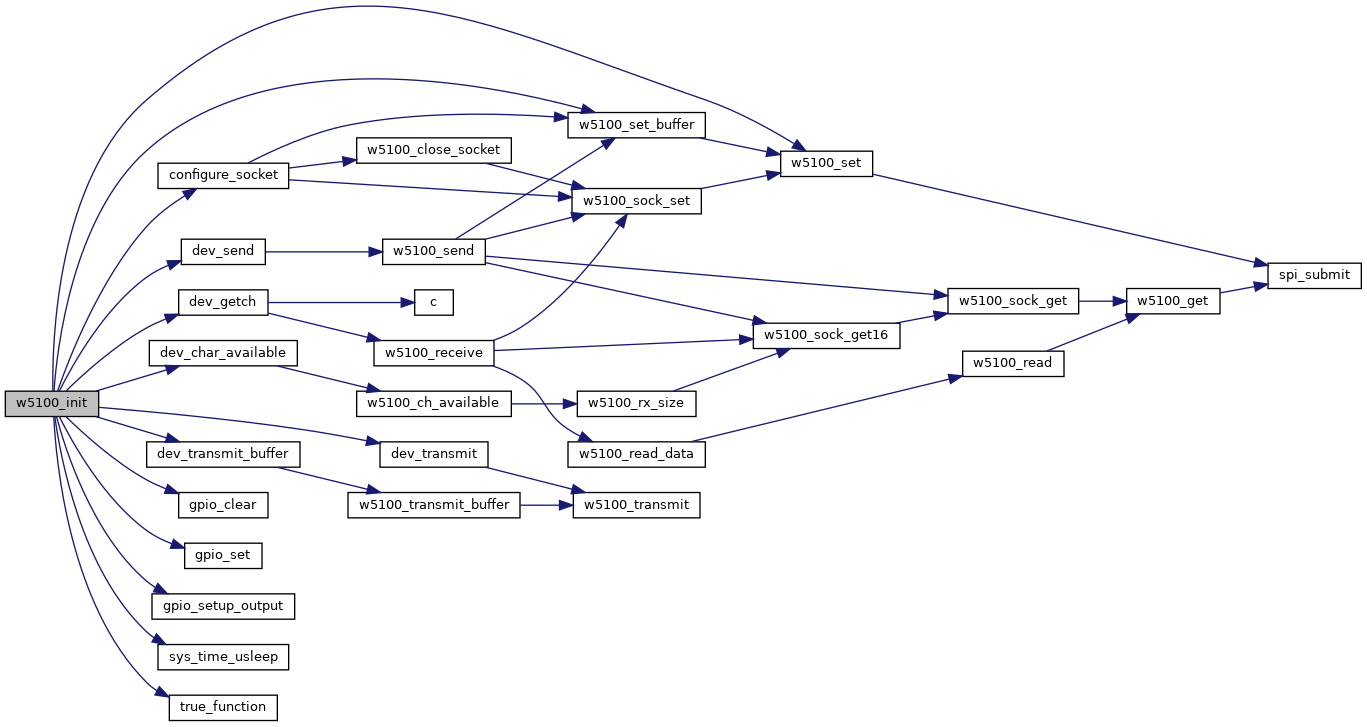 w5100_init
configure_socket
dev_send
dev_getch
dev_char_available
dev_transmit_buffer
gpio_clear
gpio_set
gpio_setup_output
sys_time_usleep
true_function
w5100_close_socket
w5100_send
c
w5100_receive
w5100_ch_available
dev_transmit
w5100_transmit_buffer
w5100_set_buffer
w5100_sock_set
w5100_rx_size
w5100_read_data
w5100_transmit
w5100_set
w5100_sock_get16
w5100_sock_get
w5100_read
w5100_get
spi_submit